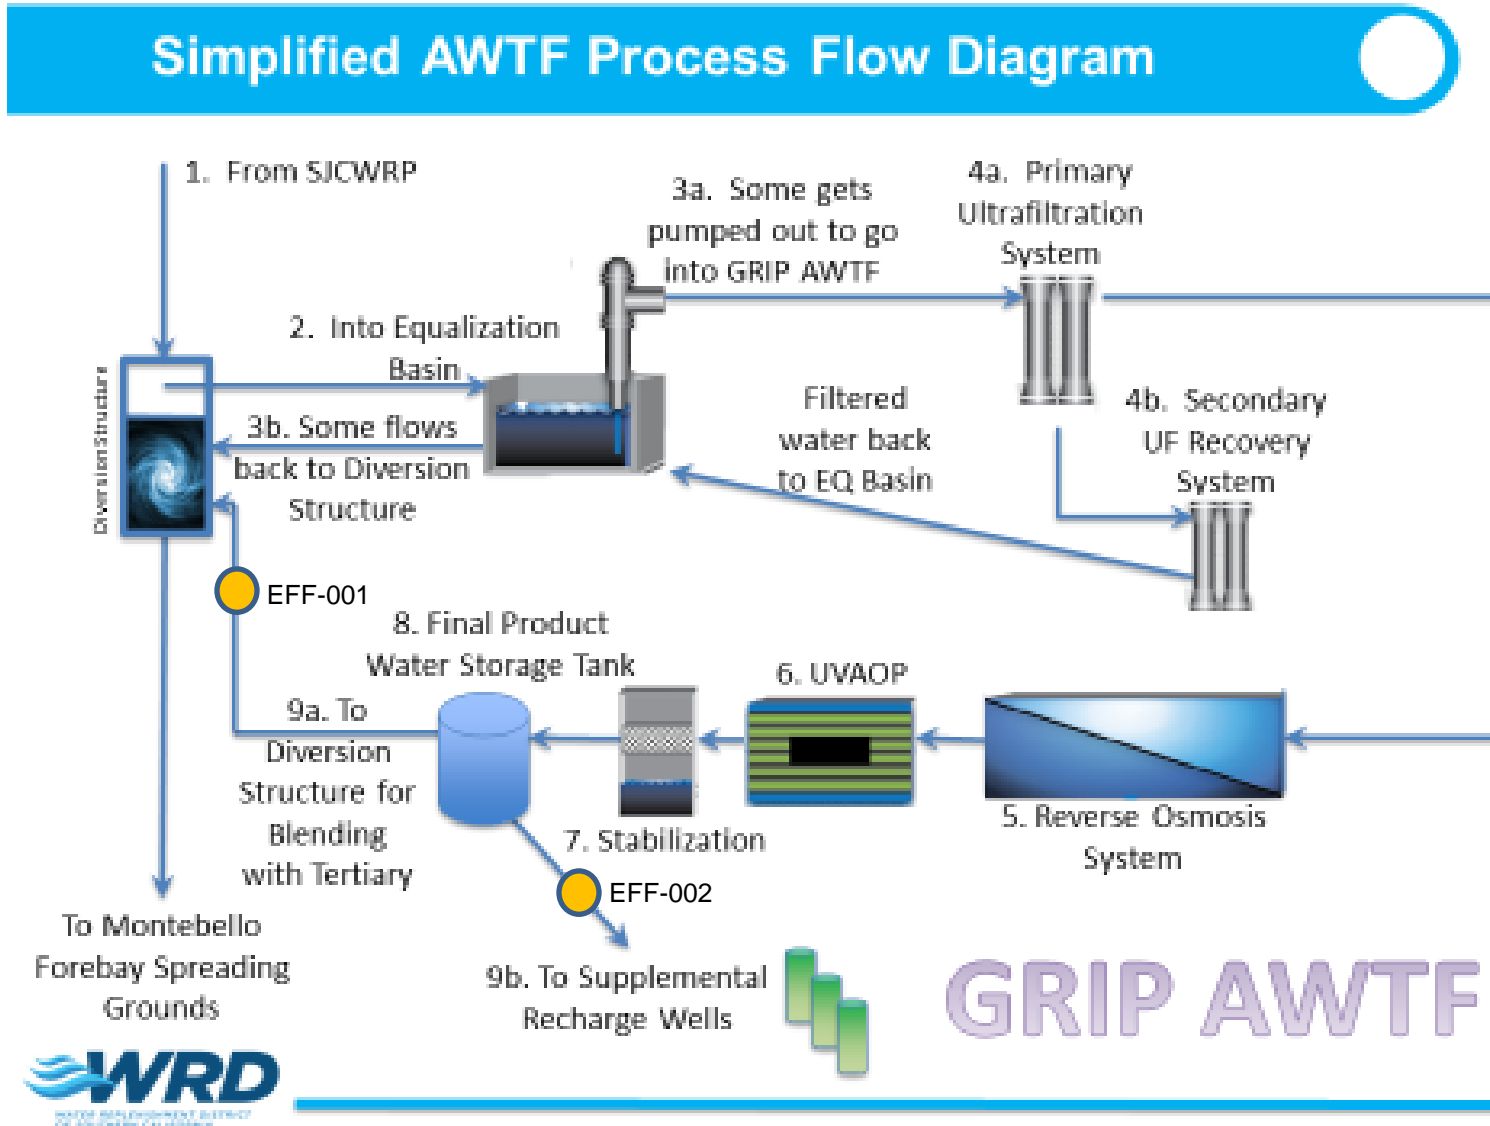 Simplified AWTF Process Flow Diagram
1. From SJCWRP
3a. Some gets
pumped out to go
into GRIP AWTF
4a. Primary
Ultrafiltration
System
2. Into Equalization
Basin
Diversion Structure
3b. Some flows
back to Diversion
Structure
Filtered
water back
to EQ Basin
4b. Secondary
UF Recovery
System
EFF-001
8. Final Product
Water Storage Tank
6. UVAOP
9a. To
Diversion
Structure for
Blending
with Tertiary
7. Stabilization
5. Reverse Osmosis
System
EFF-002
To Montebello
Forebay Spreading
Grounds
9b. To Supplemental
Recharge Wells
GRIP AWTF
WRD
WATER REPLENISHMENT DISTRICT